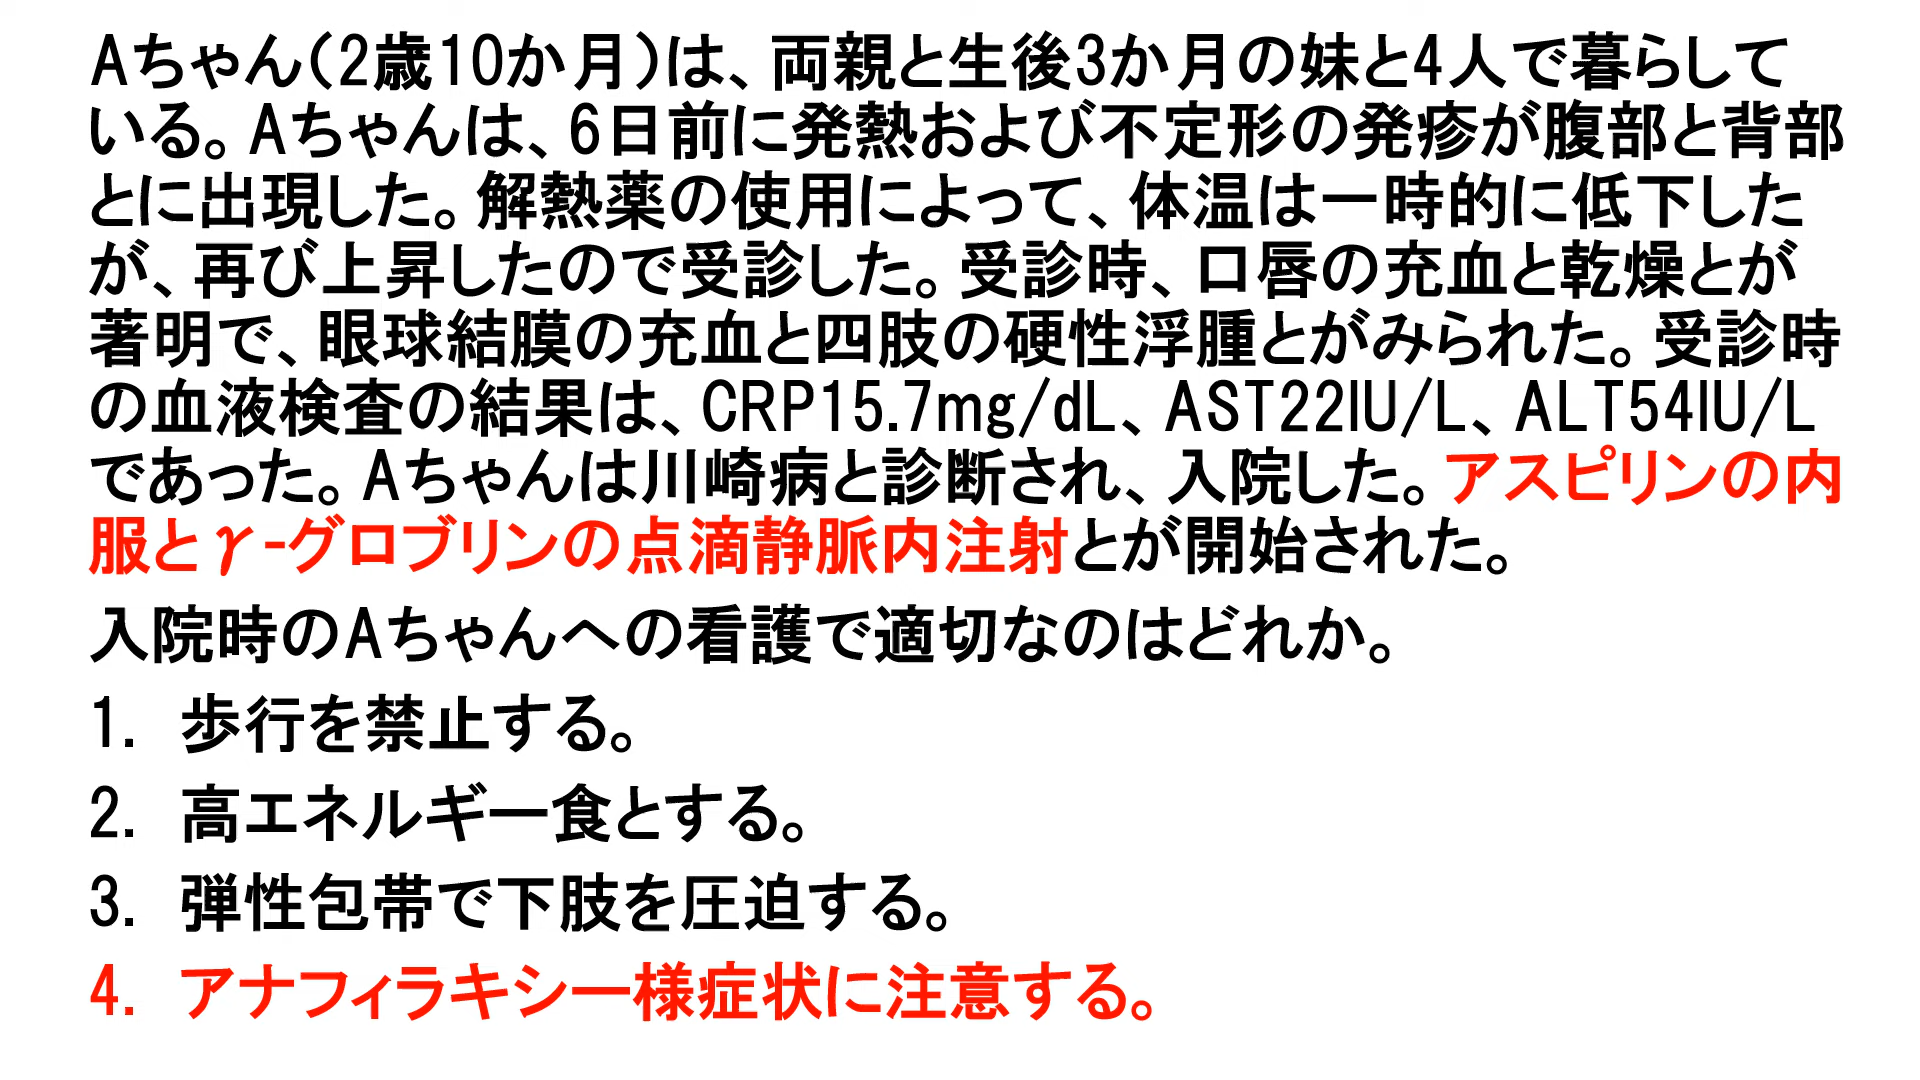 Aちゃん(2歳10か月)は、両親と生後3か月の妹と4人で暮らして
いる。Aちゃんは、6日前に発熱および不定形の発疹が腹部と背部
とに出現した。解熱薬の使用によって、体温は一時的に低下した
が、再び上昇したので受診した。受診時、口唇の充血と乾燥とが
著明で、眼球結膜の充血と四肢の硬性浮腫とがみられた。受診時
の血液検査の結果は、CRP15.7mg/dL、AST22IU/L、ALT54IU/L
であった。Aちゃんは川崎病と診断され、入院した。アスピリンの内
服とγ-グロブリンの点滴静脈内注射とが開始された。
入院時のAちゃんへの看護で適切なのはどれか。
1. 歩行を禁止する。
2. 高エネルギー食とする。
3. 弾性包帯で下肢を圧迫する。
4. アナフィラキシー様症状に注意する。